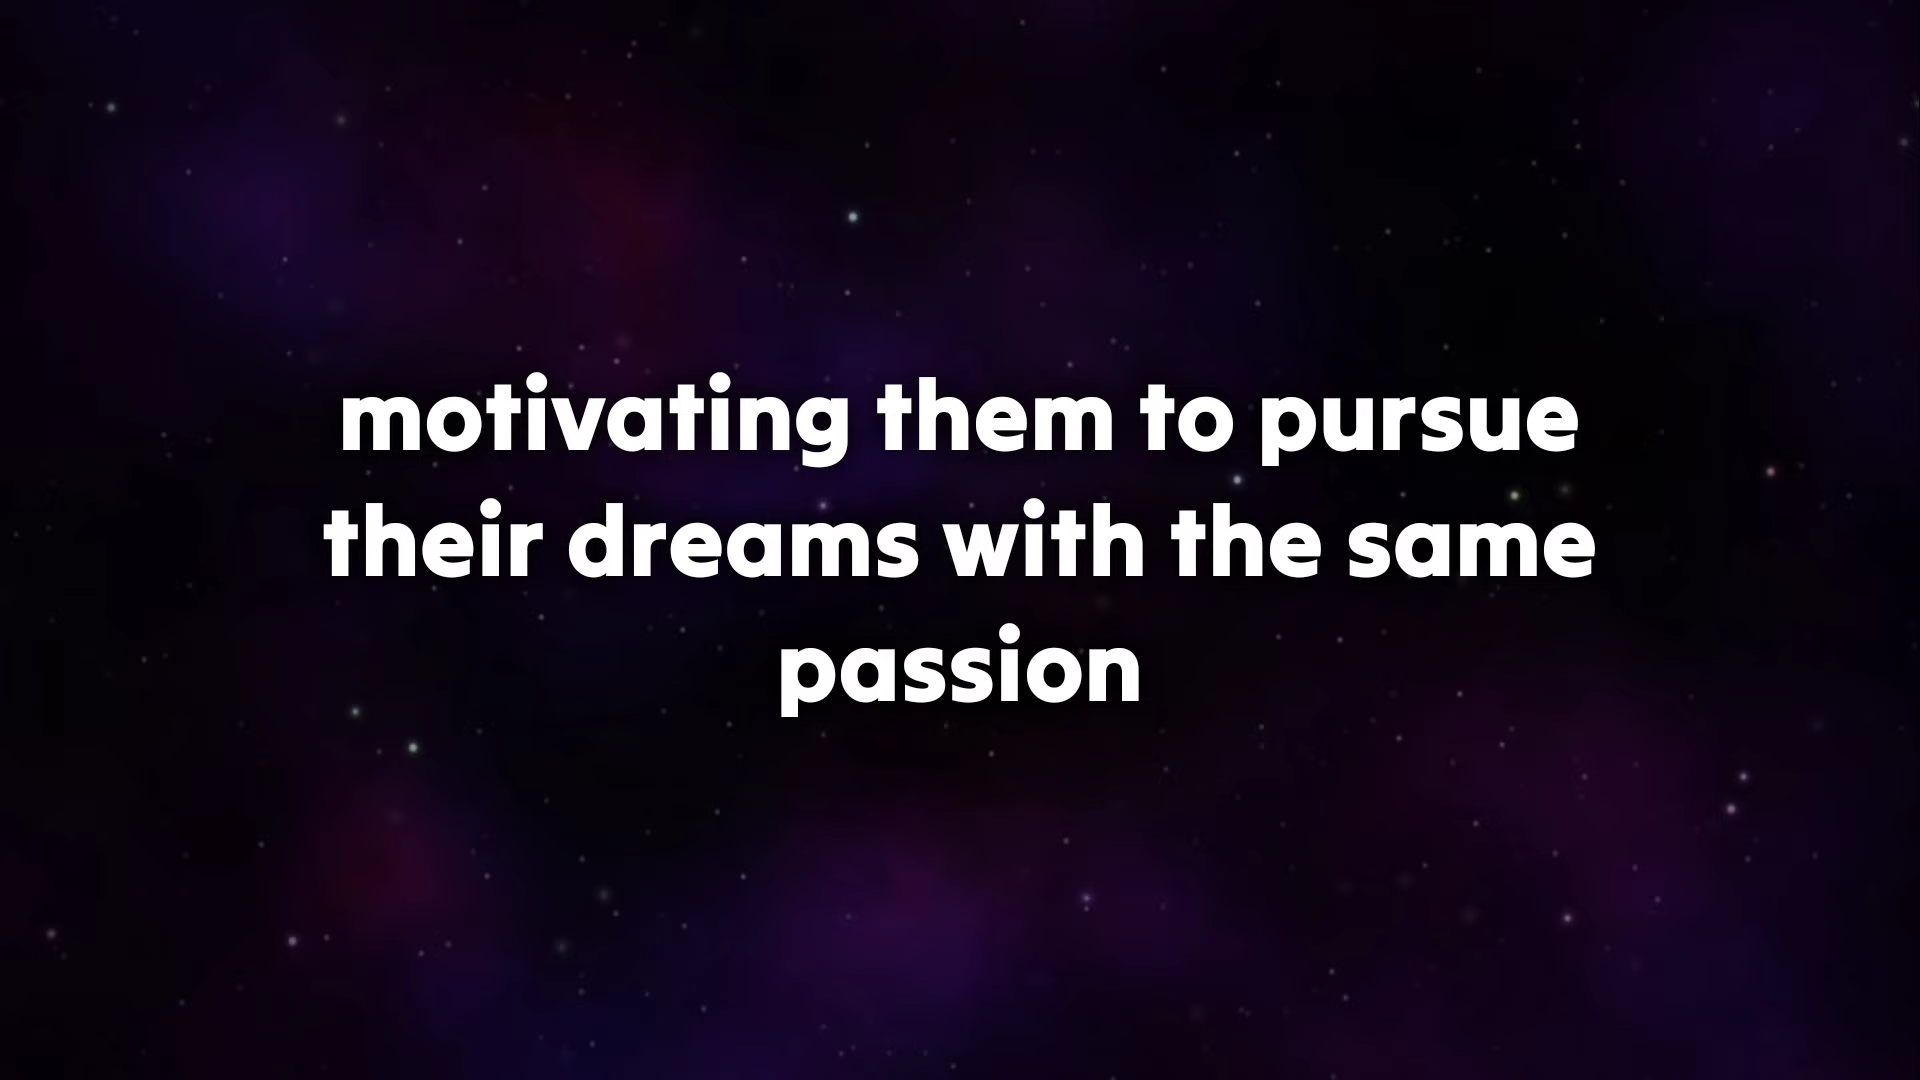 motivating them to pursue
their dreams with the same
passion